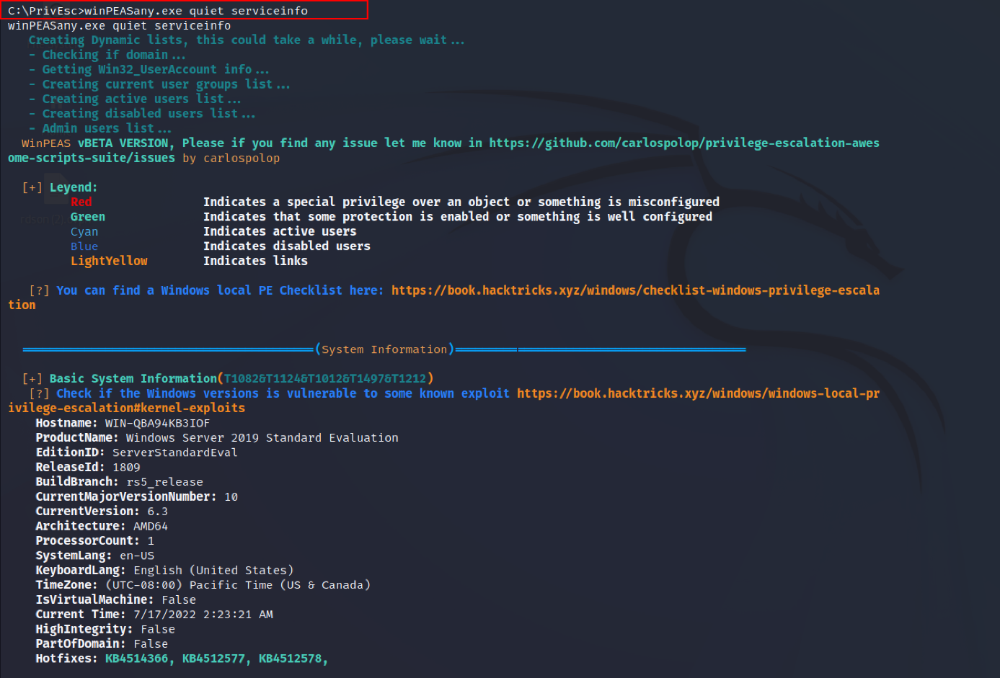 C:\PrivEsc>winPEASany.exe quiet serviceinfo
winPEASany.exe quiet serviceinfo
Creating Dynamic lists, this could take a while, please wait...
- Checking if domain...
- Getting Win32_UserAccount info...
- Creating current user groups list...
- Creating active users list...
- Creating disabled users list...
- Admin users list...
WinPEAS vBETA VERSION, Please if you find any issue let me know in https://github.com/carlospolop/privilege-escalation-awes
ome-scripts-suite/issues by carlospolop
[+] Leyend:
Red Indicates a special privilege over an object or something is misconfigured
Green Indicates that some protection is enabled or something is well configured
Cyan Indicates active users
Blue Indicates disabled users
LightYellow Indicates links
[?] You can find a Windows local PE Checklist here: https://book.hacktricks.xyz/windows/checklist-windows-privilege-escala
tion
(System Information)
[+] Basic System Information(T1082&T1124&T1012&T1497&T1212)
[?] Check if the Windows versions is vulnerable to some known exploit https://book.hacktricks.xyz/windows/windows-local-pr
ivilege-escalation#kernel-exploits
Hostname: WIN-QBA94KB3IOF
ProductName: Windows Server 2019 Standard Evaluation
EditionID: ServerStandardEval
ReleaseId: 1809
BuildBranch: rs5_release
CurrentMajorVersionNumber: 10
CurrentVersion: 6.3
Architecture: AMD64
ProcessorCount: 1
SystemLang: en-US
KeyboardLang: English (United States)
TimeZone: (UTC-08:00) Pacific Time (US & Canada)
IsVirtualMachine: False
Current Time: 7/17/2022 2:23:21 AM
HighIntegrity: False
PartOfDomain: False
Hotfixes: KB4514366, KB4512577, KB4512578,